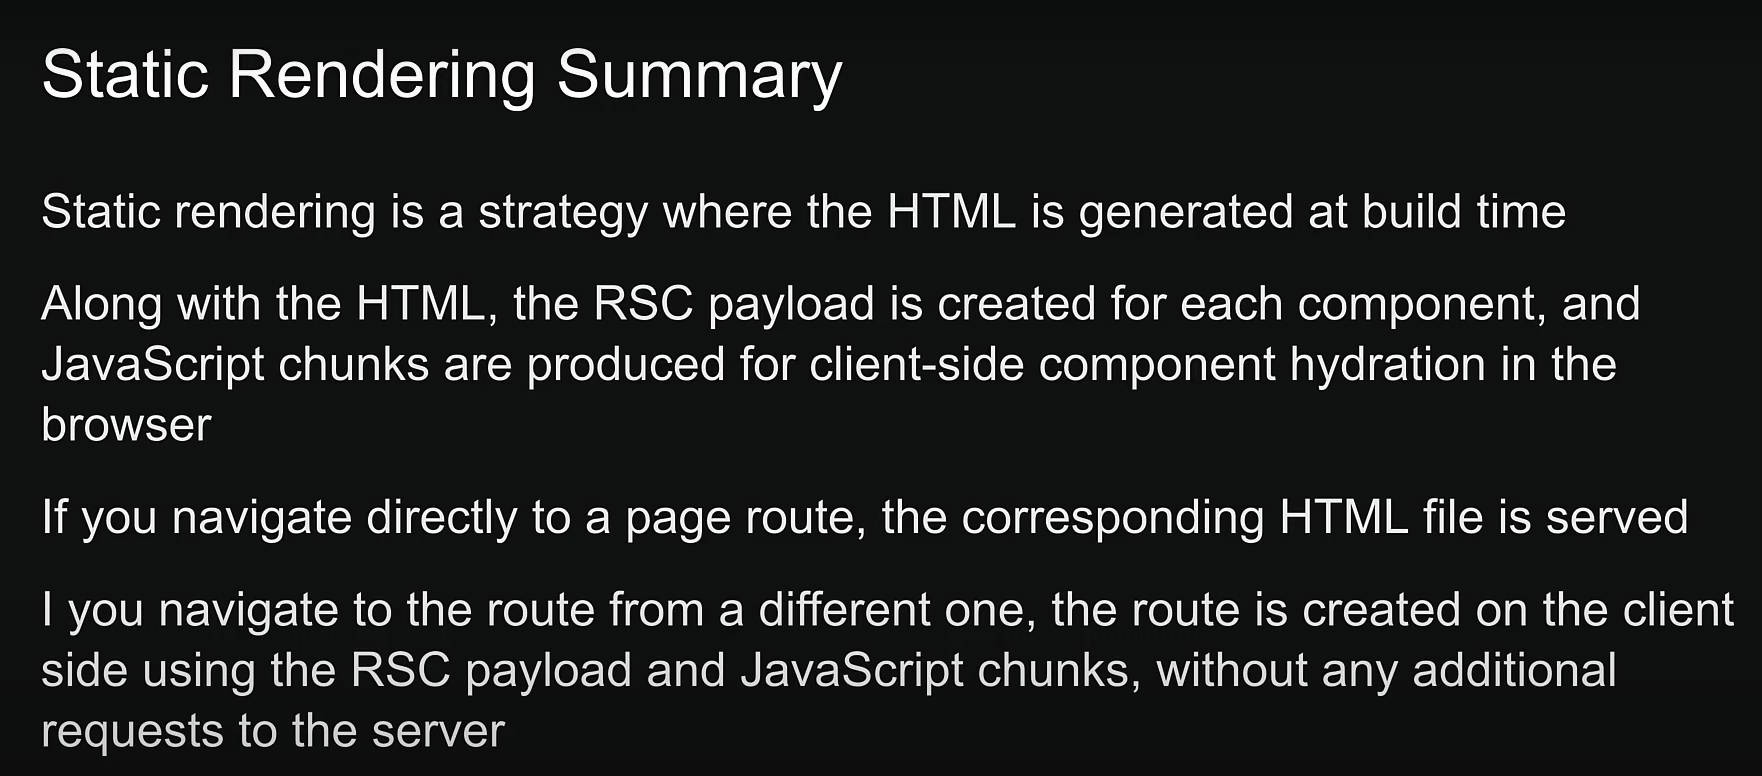 Static Rendering Summary
Static rendering is a strategy where the HTML is generated at build time
Along with the HTML, the RSC payload is created for each component, and
JavaScript chunks are produced for client-side component hydration in the
browser
If you navigate directly to a page route, the corresponding HTML file is served
I you navigate to the route from a different one, the route is created on the client
side using the RSC payload and JavaScript chunks, without any additional
requests to the server